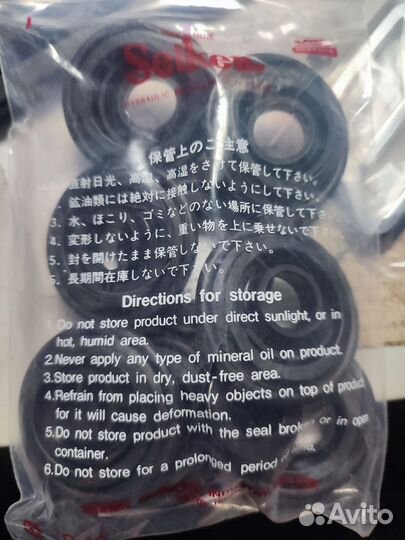 Seiken
HYDRAULIC
保管上のご注意
直射日光、高温、高湿をさけて保管して下さい。
鉱油類には絶対に接触しないようにして下さい。
3. 水、ほこり、ゴミなどのない場所に保管して下さい。
4. 変形しないように、重い物を上に乗せないで下さい。
5. 封を開けたまま保管しないで下さい。
6. 長期間在庫しないで下さい。
Directions for storage
1. Do not store product under direct sunlight, or in
hot, humid area.
2.Never apply any type of mineral oil on product.
3.Store product in dry, dust-free area.
4.Refrain from placing heavy objects on top of product
for it will cause deformation.
5.Do not store product with the seal broken or in open
container.
6.Do not store for a prolonged period of time.
Avito